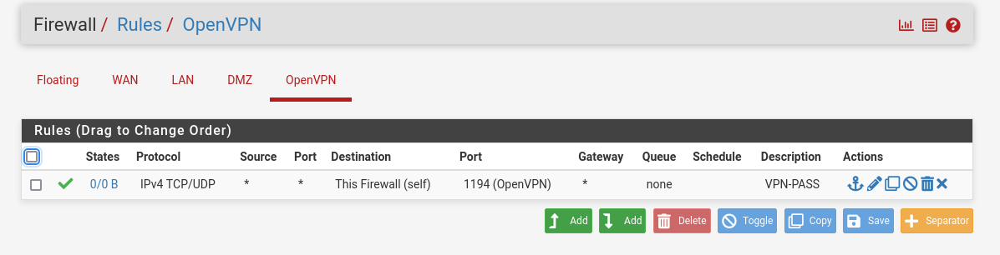 Firewall / Rules / OpenVPN
Floating WAN LAN DMZ OpenVPN
Rules (Drag to Change Order)
States Protocol Source Port Destination Port Gateway Queue Schedule Description Actions
0/0 B IPv4 TCP/UDP * * This Firewall (self) 1194 (OpenVPN) * none VPN-PASS
Add Add Delete Toggle Copy Save Separator